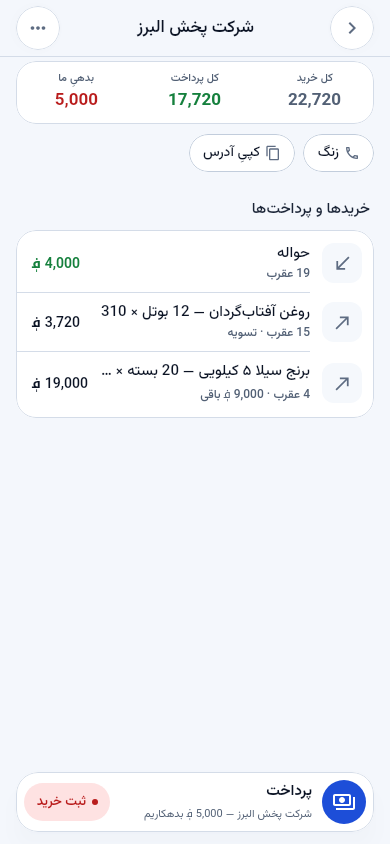 شرکت پخش البرز
کل خرید
کل پرداخت
بدهی ما
22,720
17,720
5,000
زنگ
کپی آدرس
خریدها و پرداخت‌ها
حواله
19 عقرب
4,000 ؋
روغن آفتاب‌گردان — 12 بوتل × 310
15 عقرب · تسویه
3,720 ؋
برنج سیلا ۵ کیلویی — 20 بسته × ...
4 عقرب · 9,000 ؋ باقی
19,000 ؋
پرداخت
شرکت پخش البرز — 5,000 ؋ بدهکاریم
ثبت خرید